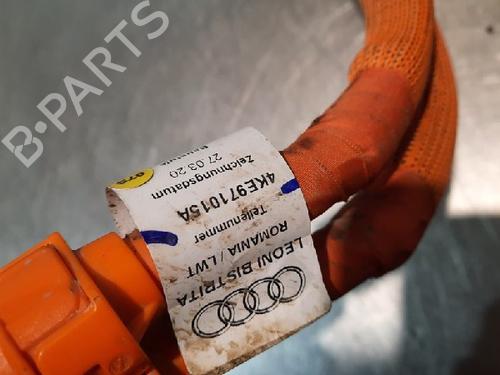 B-PARTS
LEONI BISTRITA
ROMANIA / LWT
Teilenummer
4KE971015A
Zeichnungsdatum
27.03.20